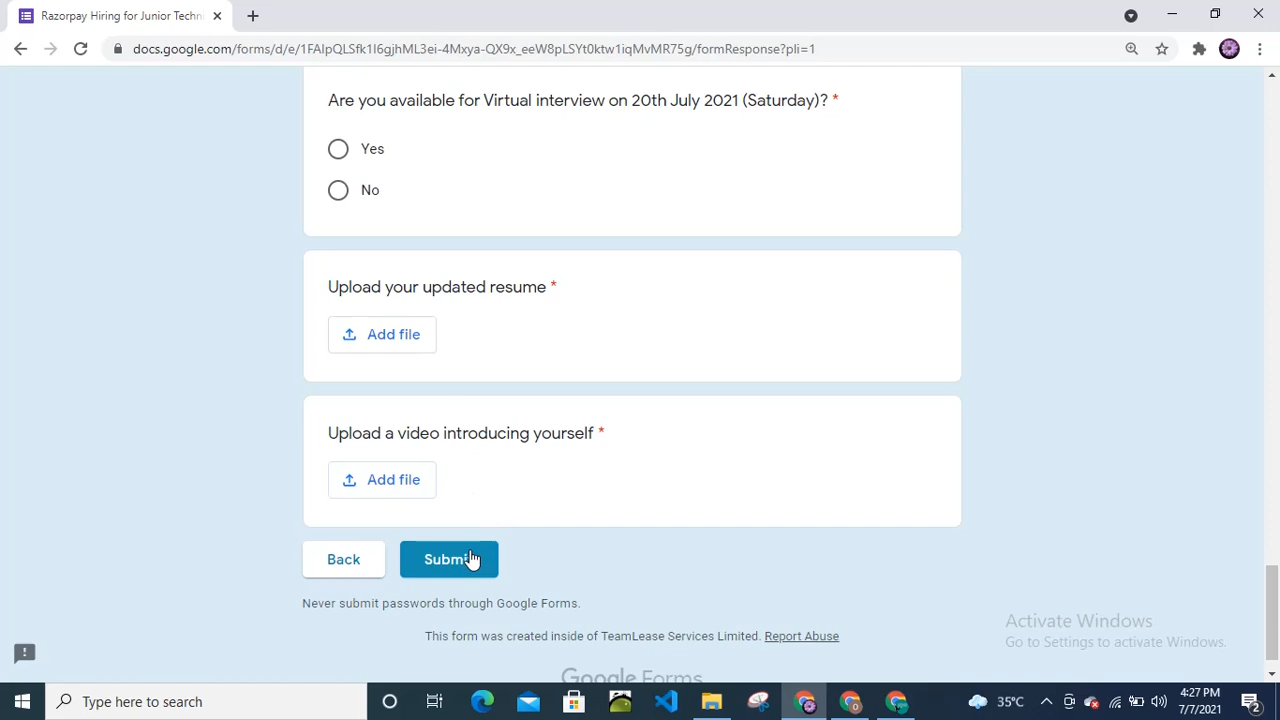 Razorpay Hiring for Junior Techn
docs.google.com/forms/d/e/1FAIpQLSfk1I6gjhML3ei-4Mxya-QX9x_eeW8pLSYt0ktw1iqMvMR75g/formResponse?pli=1
Are you available for Virtual interview on 20th July 2021 (Saturday)? *
Yes
No
Upload your updated resume *
Add file
Upload a video introducing yourself *
Add file
Back
Submit
Never submit passwords through Google Forms.
This form was created inside of TeamLease Services Limited. Report Abuse
Google Forms
Activate Windows
Go to Settings to activate Windows.
Type here to search
35°C
4:27 PM
7/7/2021
2